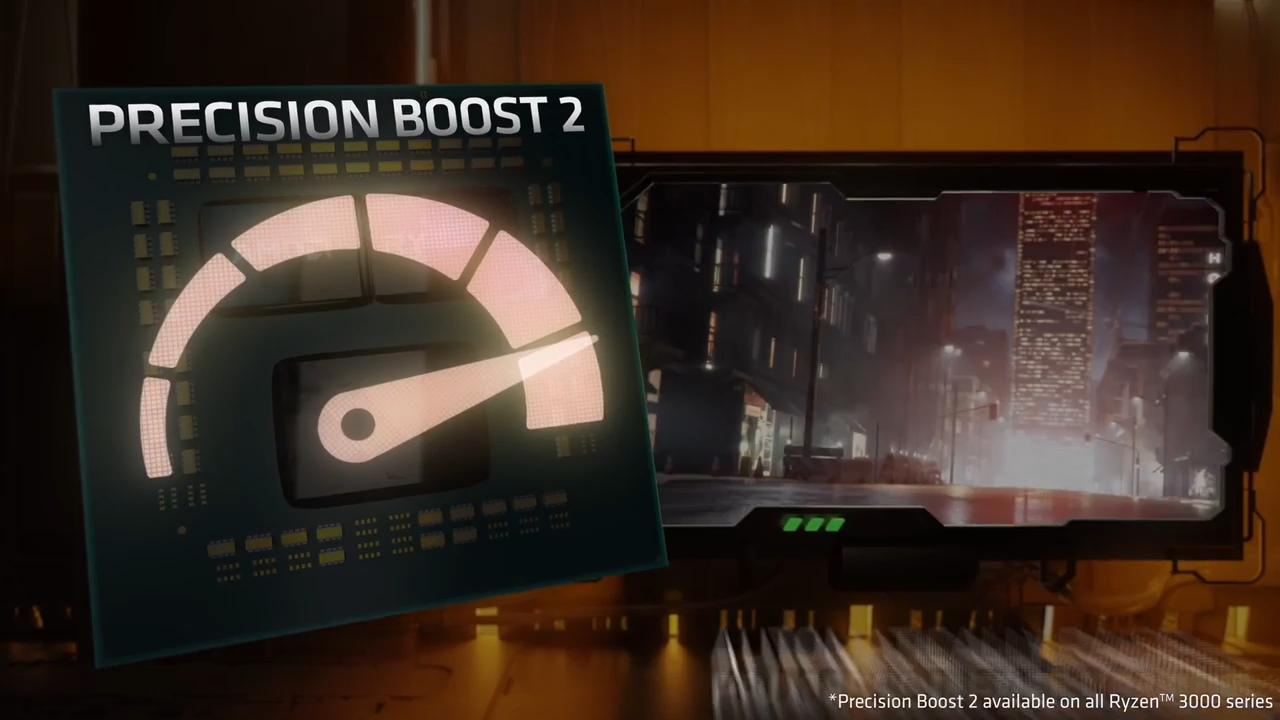 PRECISION BOOST 2
H
*Precision Boost 2 available on all Ryzen™ 3000 series